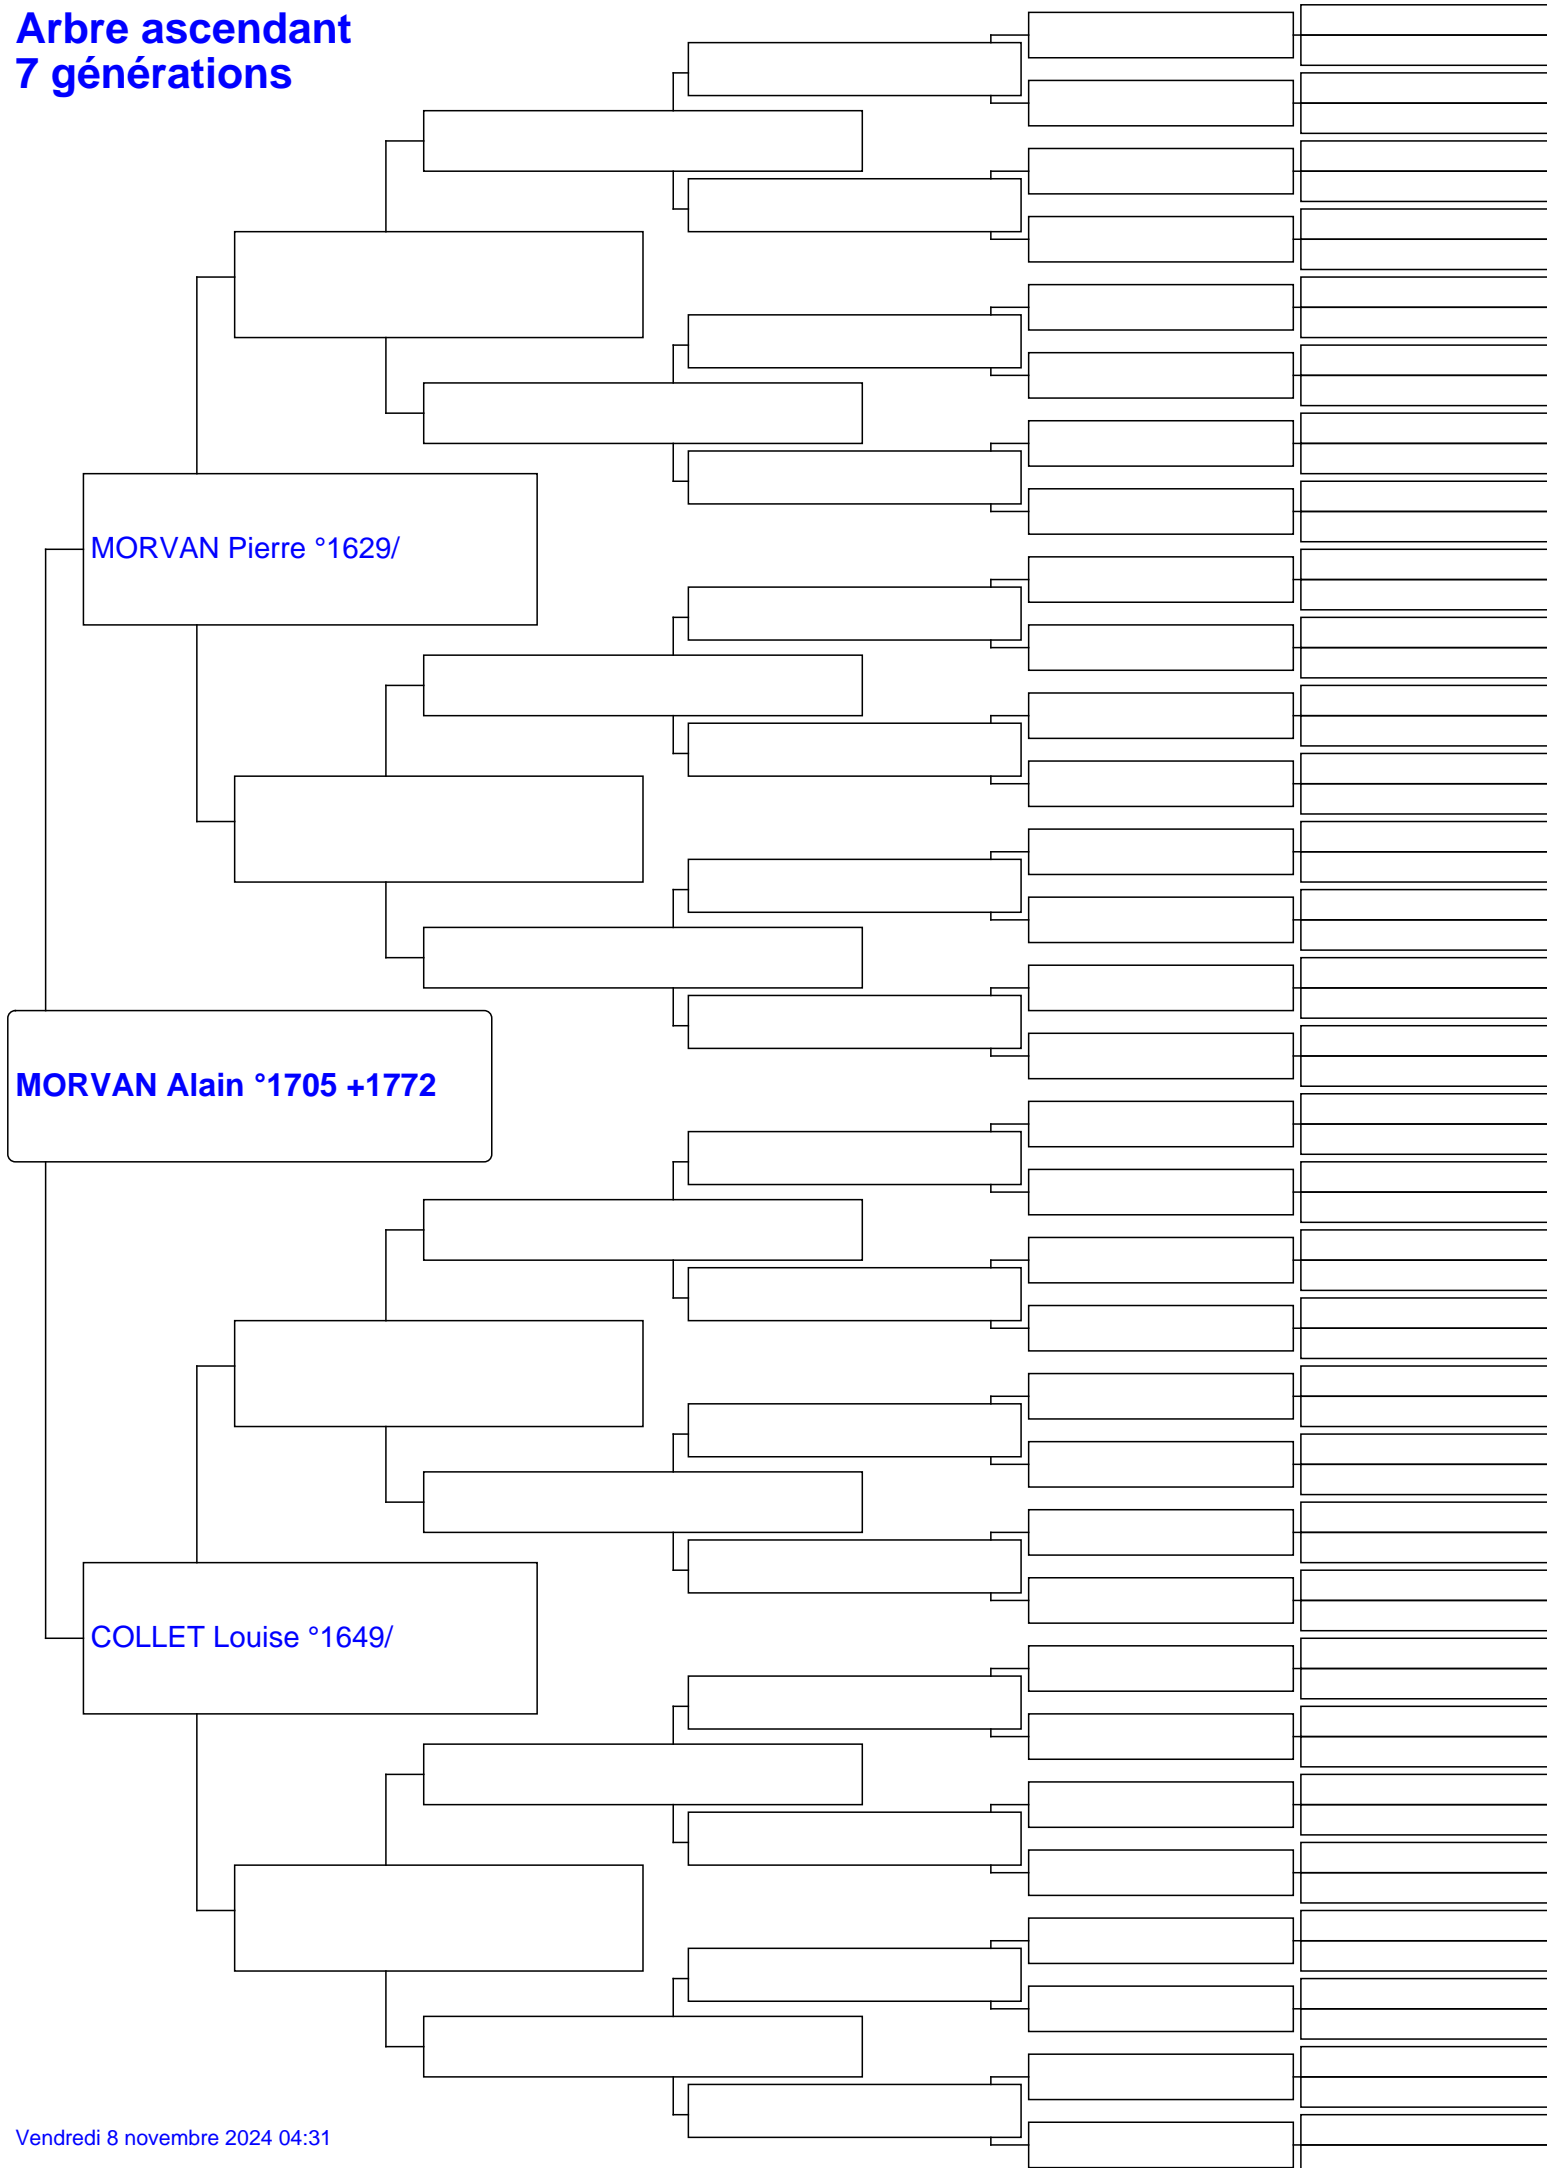 Arbre ascendant
7 générations
MORVAN Pierre °1629/
MORVAN Alain °1705 +1772
COLLET Louise °1649/
Vendredi 8 novembre 2024 04:31